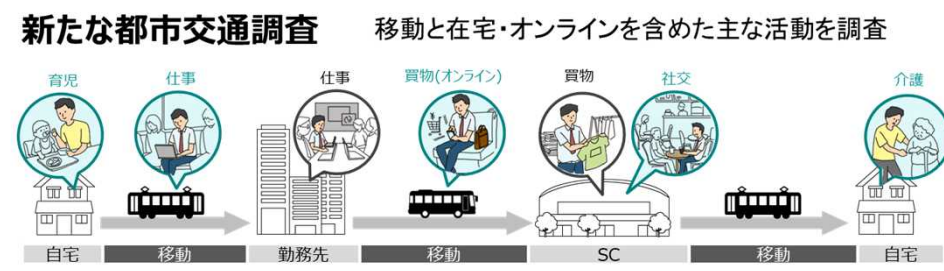 新たな都市交通調査
移動と在宅・オンラインを含めた主な活動を調査
育児
仕事
仕事
買物(オンライン)
買物
社交
介護
自宅
移動
勤務先
移動
SC
移動
自宅